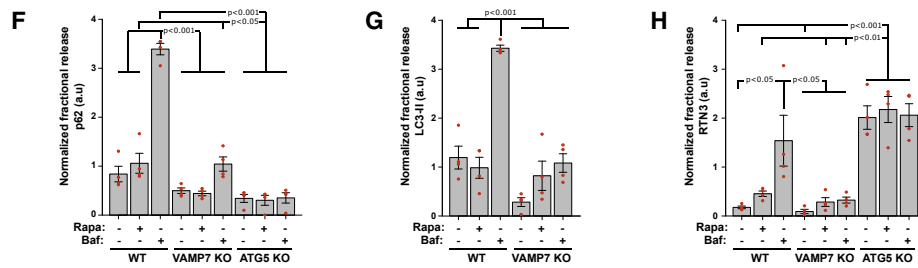 F
Normalized fractional release
p62 (a.u)
4
3
2
1
0
p<0.001
p<0.05
p<0.001
Rapa: - + - - + - - + -
Baf: - - + - - + - - +
WT VAMP7 KO ATG5 KO
G
Normalized fractional release
LC3-II (a.u)
4
3
2
1
0
p<0.001
Rapa: - + - - + -
Baf: - - + - - +
WT VAMP7 KO
H
Normalized fractional release
RTN3 (a.u)
4
3
2
1
0
p<0.001
p<0.01
p<0.05 p<0.05
Rapa: - + - - + - - + -
Baf: - - + - - + - - +
WT VAMP7 KO ATG5 KO